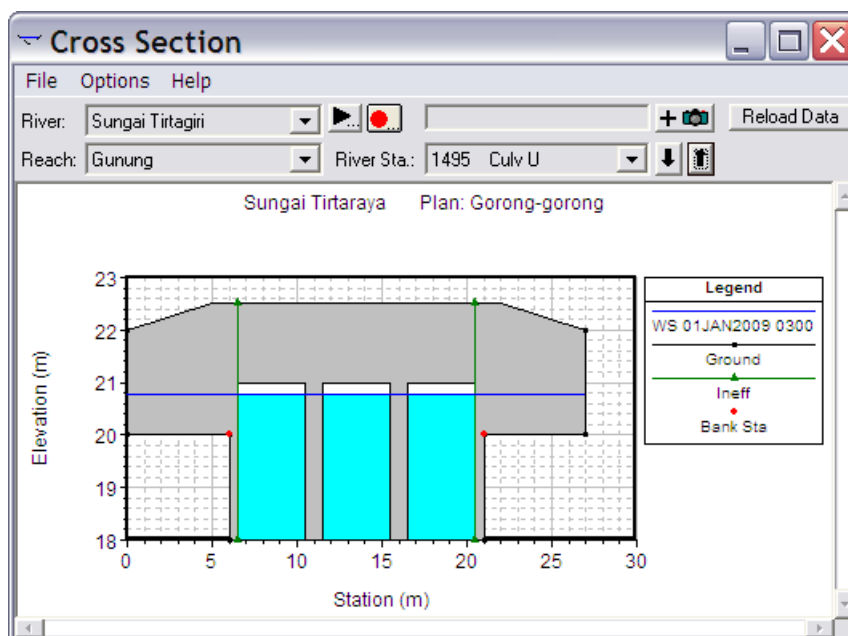 Cross Section
File Options Help
River: Sungai Tirtagiri Reload Data
Reach: Gunung River Sta.: 1495 Culv U
Sungai Tirtaraya Plan: Gorong-gorong
Elevation (m)
23
22
21
20
19
18
0 5 10 15 20 25 30
Station (m)
Legend
WS 01JAN2009 0300
Ground
Ineff
Bank Sta